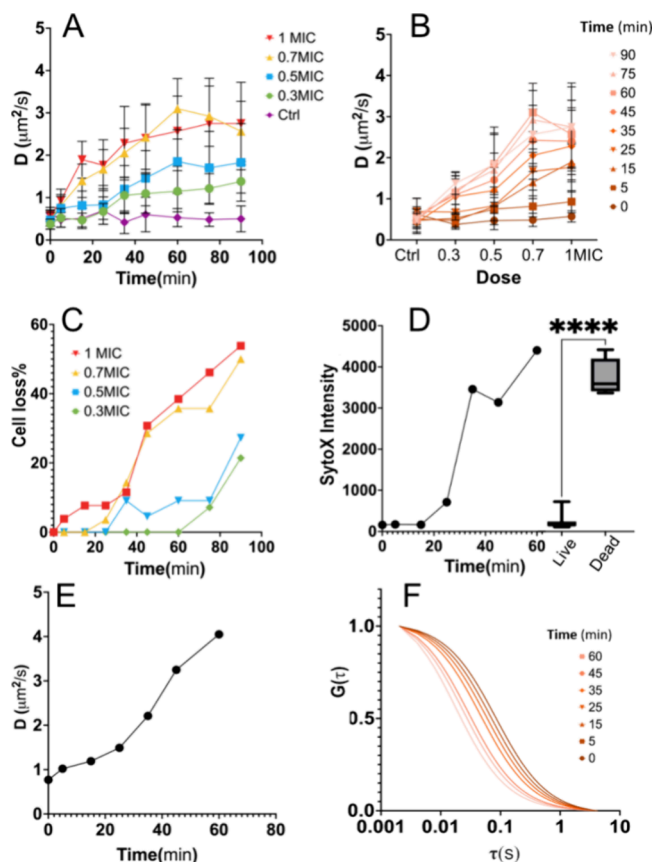 A
D (μm²/s)
5
4
3
2
1
0
0 20 40 60 80 100
Time(min)
1 MIC
0.7MIC
0.5MIC
0.3MIC
Ctrl
B
D (μm²/s)
5
4
3
2
1
0
Ctrl 0.3 0.5 0.7 1MIC
Dose
Time (min)
90
75
60
45
35
25
15
5
0
C
Cell loss%
60
40
20
0
0 20 40 60 80 100
Time(min)
1 MIC
0.7MIC
0.5MIC
0.3MIC
D
SytoX Intensity
5000
4000
3000
2000
1000
0
0 20 40 60 Live Dead
Time(min)
****
E
D (μm²/s)
5
4
3
2
1
0
0 20 40 60 80
Time(min)
F
G(τ)
1.0
0.5
0.0
0.001 0.01 0.1 1 10
τ(s)
Time (min)
60
45
35
25
15
5
0